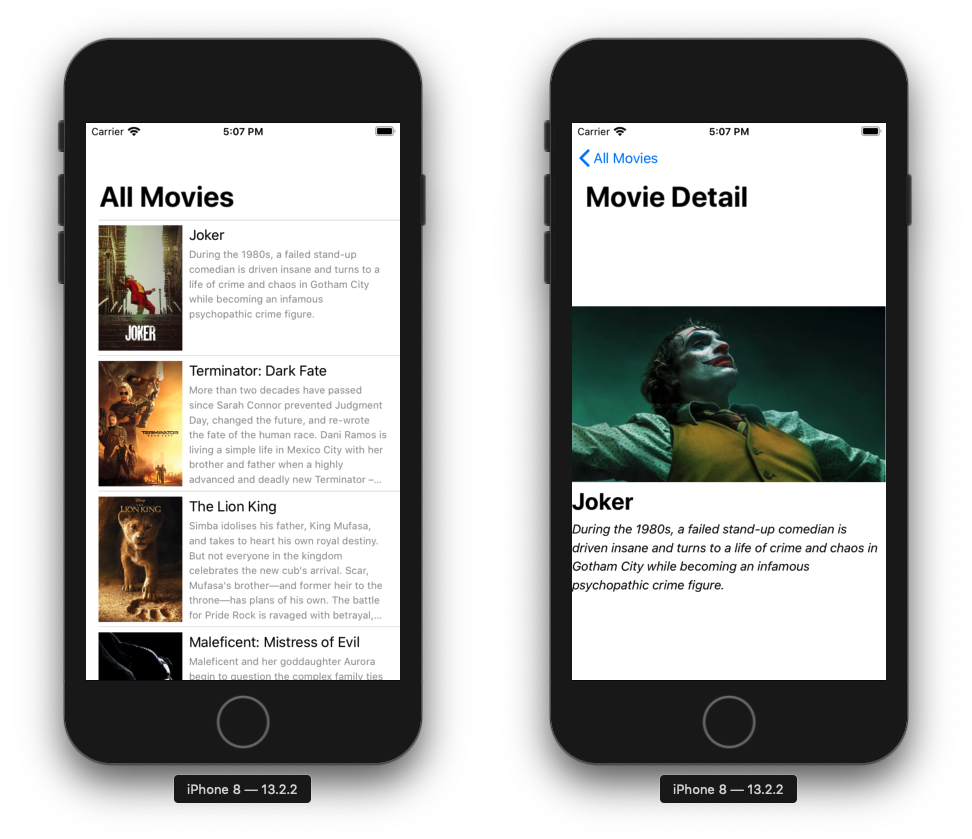 Carrier 5:07 PM
All Movies
JOKER
Joker
During the 1980s, a failed stand-up
comedian is driven insane and turns to a
life of crime and chaos in Gotham City
while becoming an infamous
psychopathic crime figure.
TERMINATOR
DARK FATE
Terminator: Dark Fate
More than two decades have passed
since Sarah Connor prevented Judgment
Day, changed the future, and re-wrote
the fate of the human race. Dani Ramos is
living a simple life in Mexico City with her
brother and father when a highly
advanced and deadly new Terminator –...
Disney
THE LION KING
The Lion King
Simba idolises his father, King Mufasa,
and takes to heart his own royal destiny.
But not everyone in the kingdom
celebrates the new cub's arrival. Scar,
Mufasa's brother—and former heir to the
throne—has plans of his own. The battle
for Pride Rock is ravaged with betrayal,...
Maleficent: Mistress of Evil
Maleficent and her goddaughter Aurora
begin to question the complex family ties
iPhone 8 — 13.2.2
Carrier 5:07 PM
All Movies
Movie Detail
Joker
During the 1980s, a failed stand-up comedian is
driven insane and turns to a life of crime and chaos in
Gotham City while becoming an infamous
psychopathic crime figure.
iPhone 8 — 13.2.2